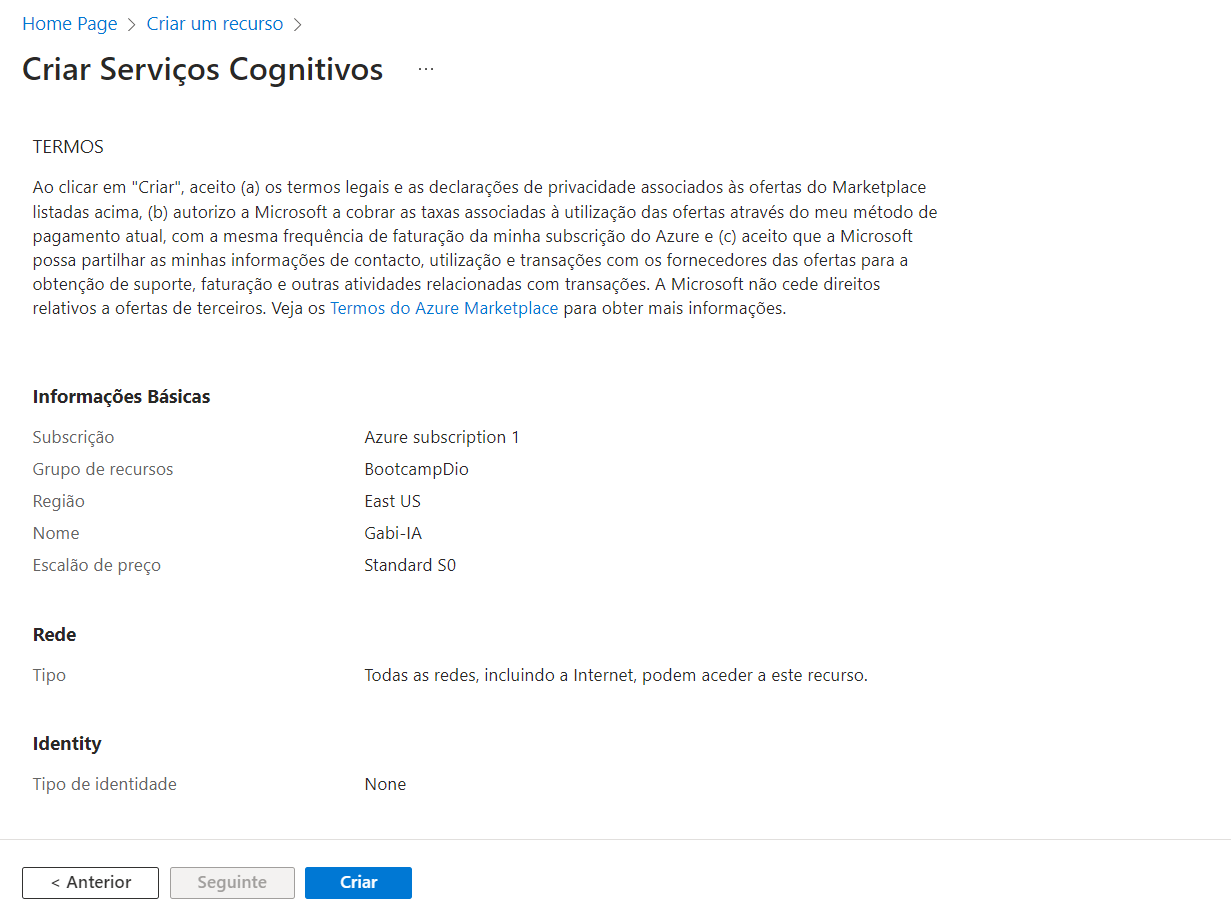 Home Page > Criar um recurso >
Criar Serviços Cognitivos ...
TERMOS
Ao clicar em "Criar", aceito (a) os termos legais e as declarações de privacidade associados às ofertas do Marketplace
listadas acima, (b) autorizo a Microsoft a cobrar as taxas associadas à utilização das ofertas através do meu método de
pagamento atual, com a mesma frequência de faturação da minha subscrição do Azure e (c) aceito que a Microsoft
possa partilhar as minhas informações de contacto, utilização e transações com os fornecedores das ofertas para a
obtenção de suporte, faturação e outras atividades relacionadas com transações. A Microsoft não cede direitos
relativos a ofertas de terceiros. Veja os Termos do Azure Marketplace para obter mais informações.
Informações Básicas
Subscrição Azure subscription 1
Grupo de recursos BootcampDio
Região East US
Nome Gabi-IA
Escalão de preço Standard S0
Rede
Tipo Todas as redes, incluindo a Internet, podem aceder a este recurso.
Identity
Tipo de identidade None
< Anterior Seguinte Criar